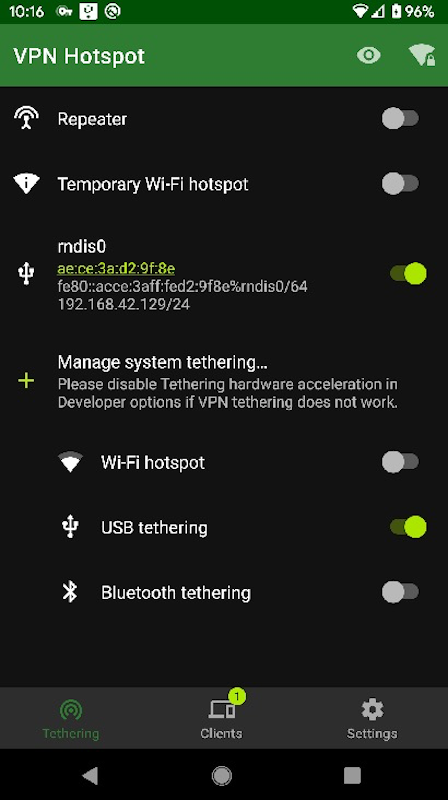 10:16
96%
VPN Hotspot
Repeater
Temporary Wi-Fi hotspot
rndis0
ae:ce:3a:d2:9f:8e
fe80::acce:3aff:fed2:9f8e%rndis0/64
192.168.42.129/24
Manage system tethering…
Please disable Tethering hardware acceleration in
Developer options if VPN tethering does not work.
Wi-Fi hotspot
USB tethering
Bluetooth tethering
1
Tethering
Clients
Settings